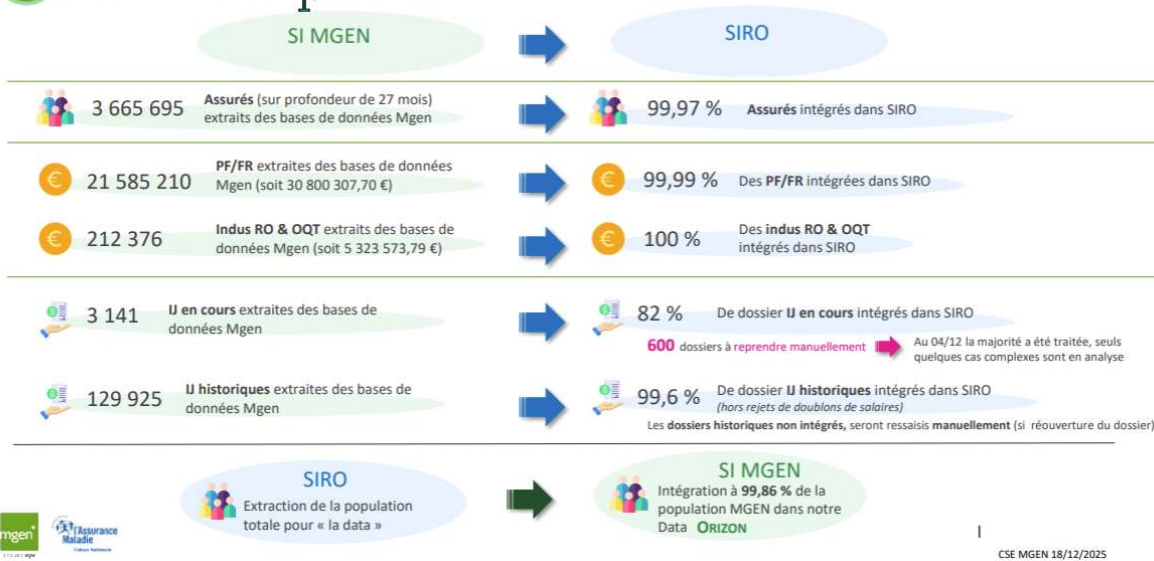 SI MGEN
SIRO
3 665 695
Assurés (sur profondeur de 27 mois)
extraits des bases de données Mgen
99,97 %
Assurés intégrés dans SIRO
21 585 210
PF/FR extraites des bases de données
Mgen (soit 30 800 307,70 €)
99,99 %
Des PF/FR intégrées dans SIRO
212 376
Indus RO & OQT extraits des bases de
données Mgen (soit 5 323 573,79 €)
100 %
Des indus RO & OQT
intégrés dans SIRO
3 141
IJ en cours extraites des bases de
données Mgen
82 %
De dossier IJ en cours intégrés dans SIRO
600 dossiers à reprendre manuellement
Au 04/12 la majorité a été traitée, seuls
quelques cas complexes sont en analyse
129 925
IJ historiques extraites des bases de
données Mgen
99,6 %
De dossier IJ historiques intégrés dans SIRO
(hors rejets de doublons de salaires)
Les dossiers historiques non intégrés, seront ressaisis manuellement (si réouverture du dossier)
SIRO
Extraction de la population
totale pour « la data »
SI MGEN
Intégration à 99,86 % de la
population MGEN dans notre
Data ORIZON
mgen
l'Assurance
Maladie
CSE MGEN 18/12/2025